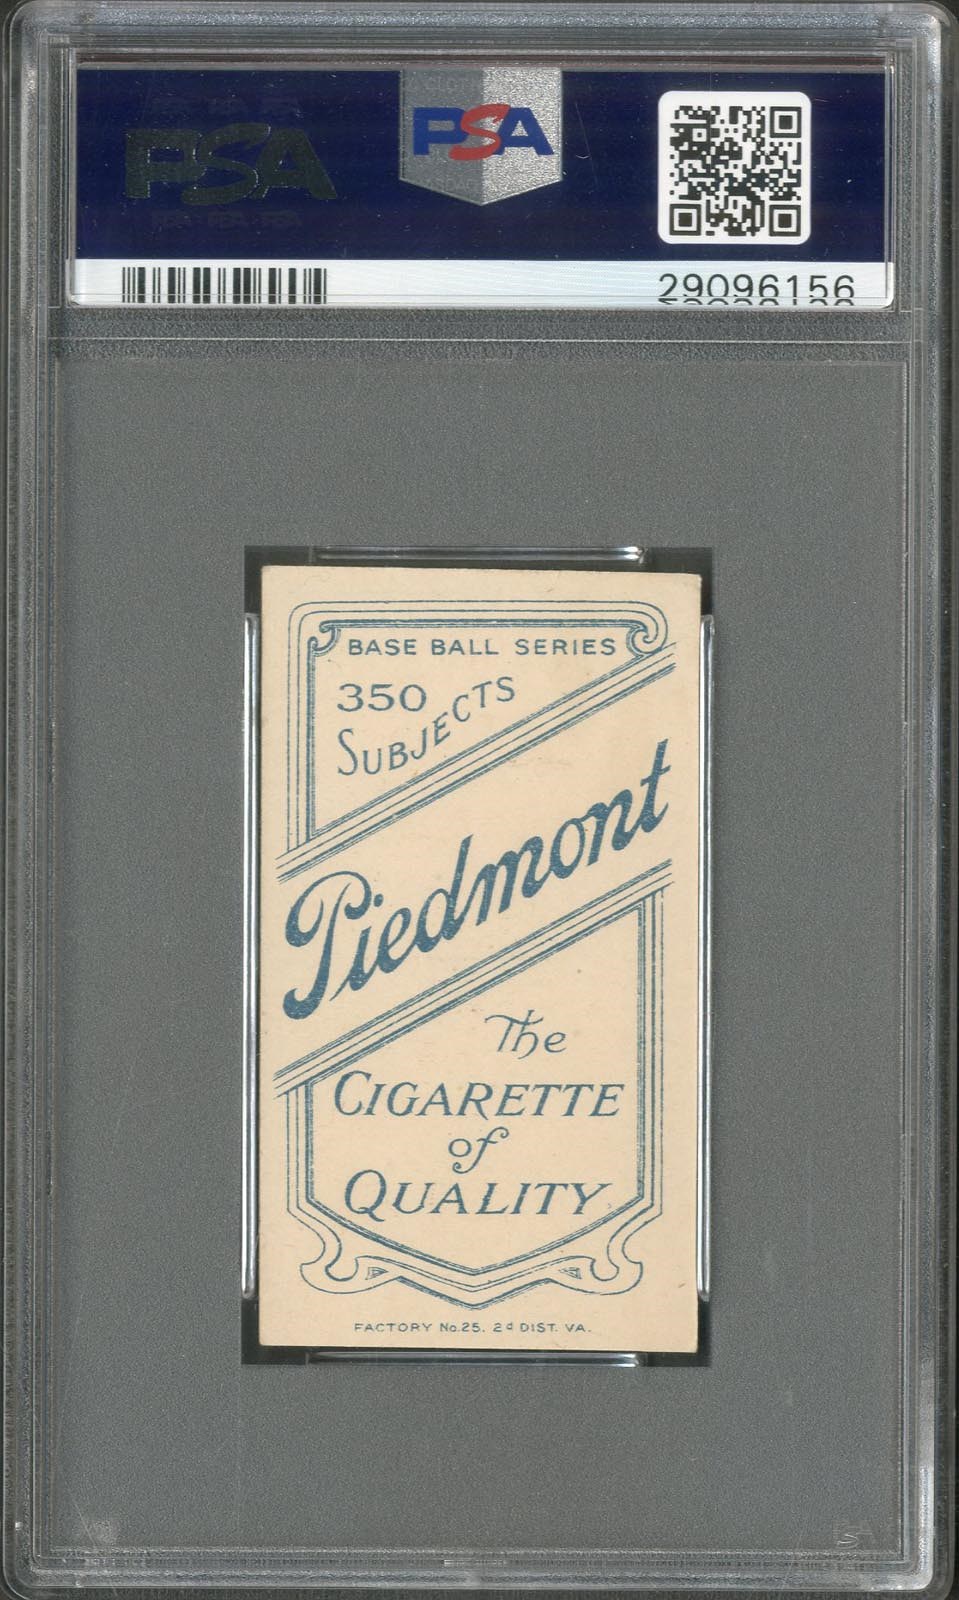 PSA
PSA
29096156
BASE BALL SERIES
350
SUBJECTS
Piedmont
The
CIGARETTE
of
QUALITY
FACTORY No. 25. 2d DIST. VA.